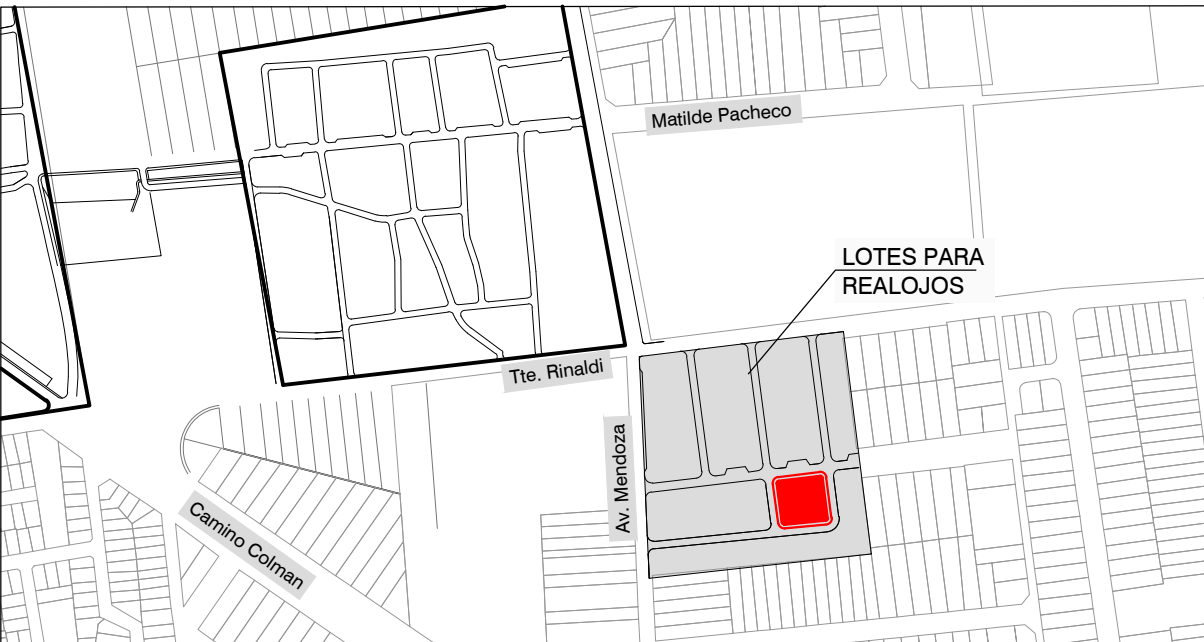 Matilde Pacheco
LOTES PARA
REALOJOS
Tte. Rinaldi
Av. Mendoza
Camino Colman